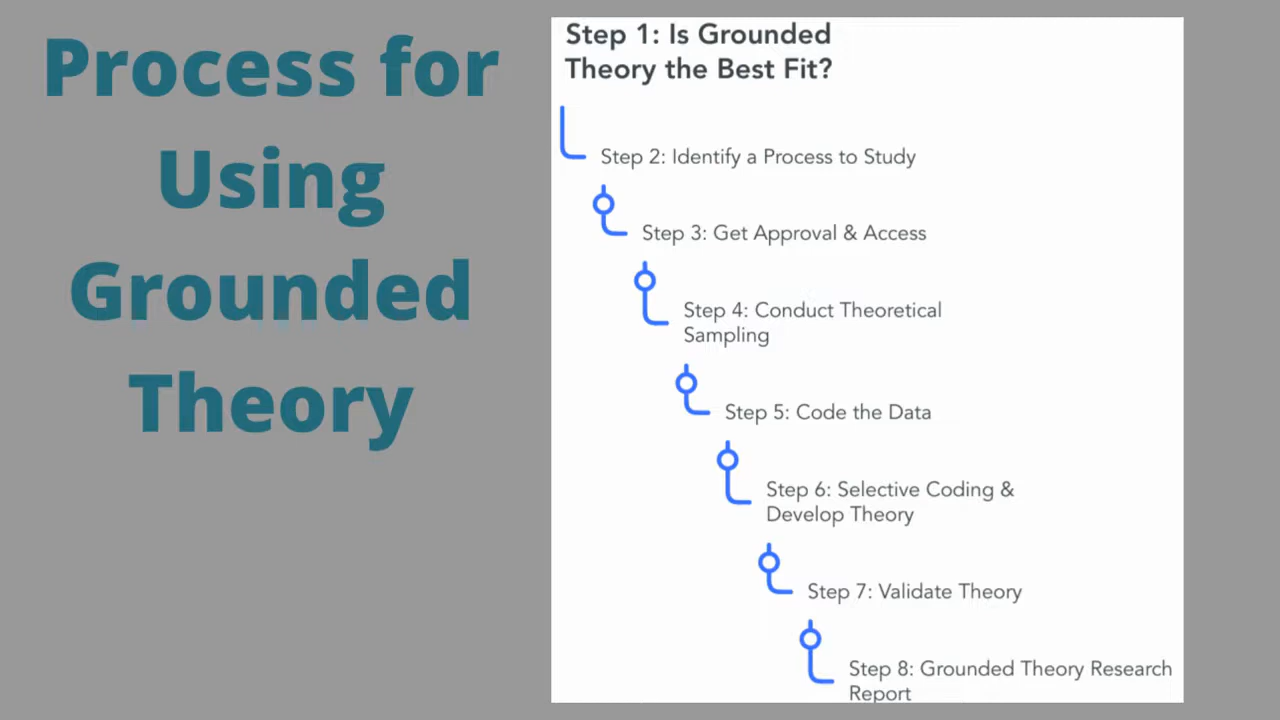 Process for
Using
Grounded
Theory
Step 1: Is Grounded
Theory the Best Fit?
Step 2: Identify a Process to Study
Step 3: Get Approval & Access
Step 4: Conduct Theoretical
Sampling
Step 5: Code the Data
Step 6: Selective Coding &
Develop Theory
Step 7: Validate Theory
Step 8: Grounded Theory Research
Report